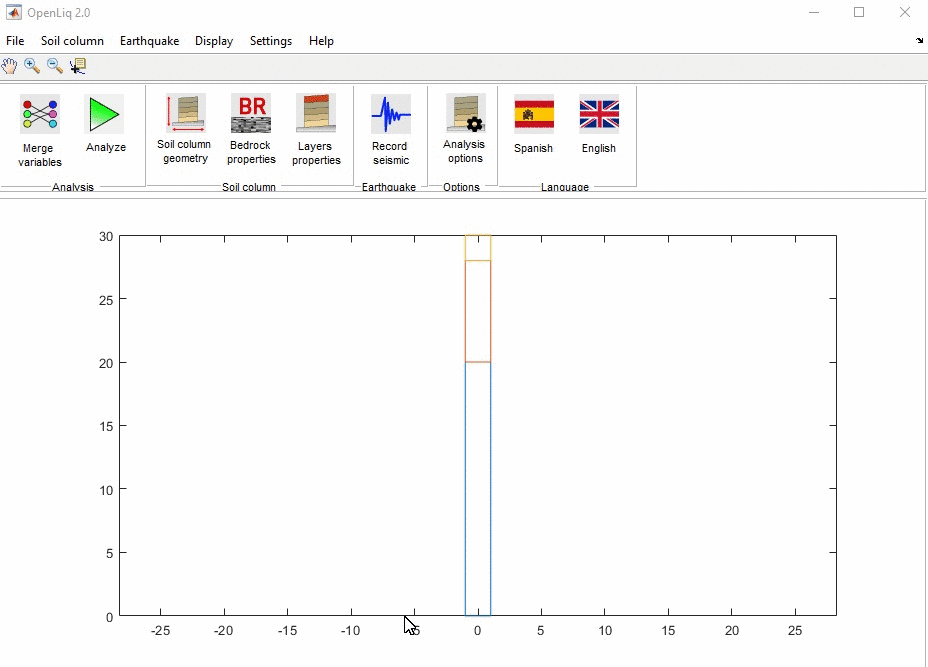 OpenLiq 2.0
File Soil column Earthquake Display Settings Help
Merge variables
Analyze
Soil column geometry
Bedrock properties
Layers properties
Record seismic
Analysis options
Spanish
English
BR
Analysis
Soil column
Earthquake
Options
Language
30
25
20
15
10
5
0
-25 -20 -15 -10 0 5 10 15 20 25